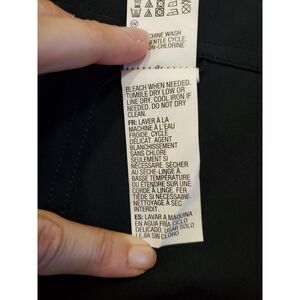 CHINE WASH
GENTLE CYCLE,
NON-CHLORINE
BLEACH WHEN NEEDED.
TUMBLE DRY LOW OR
LINE DRY. COOL IRON IF
NEEDED. DO NOT DRY
CLEAN.
FR: LAVER À LA
MACHINE À L'EAU
FROIDE, CYCLE
DÉLICAT. AGENT
BLANCHISSEMENT
SANS CHLORE
SEULEMENT SI
NÉCESSAIRE. SÉCHER
AU SÈCHE-LINGE À
BASSE TEMPÉRATURE
OU ÉTENDRE SUR UNE
LIGNE À SEC. FER
TIÈDE SI NÉCESSAIRE.
NETTOYAGE À SEC
INTERDIT.
ES: LAVAR A MÁQUINA
EN AGUA FRÍA CICLO
DELICADO. USAR SOLO
LEJÍA SIN CLORO